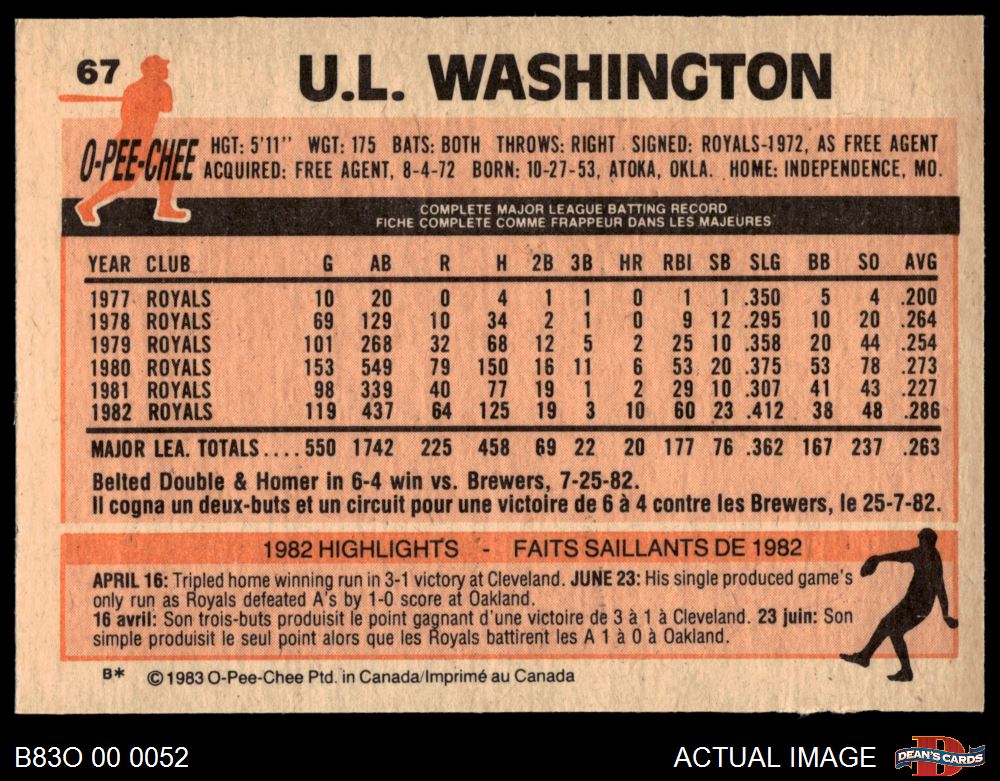 67
U.L. WASHINGTON
O-PEE-CHEE
HGT: 5'11" WGT: 175 BATS: BOTH THROWS: RIGHT SIGNED: ROYALS-1972, AS FREE AGENT
ACQUIRED: FREE AGENT, 8-4-72 BORN: 10-27-53, ATOKA, OKLA. HOME: INDEPENDENCE, MO.
COMPLETE MAJOR LEAGUE BATTING RECORD
FICHE COMPLETE COMME FRAPPEUR DANS LES MAJEURES
YEAR CLUB G AB R H 2B 3B HR RBI SB SLG BB SO AVG
1977 ROYALS 10 20 0 4 1 1 0 1 1 .350 5 4 .200
1978 ROYALS 69 129 10 34 2 1 0 9 12 .295 10 20 .264
1979 ROYALS 101 268 32 68 12 5 2 25 10 .358 20 44 .254
1980 ROYALS 153 549 79 150 16 11 6 53 20 .375 53 78 .273
1981 ROYALS 98 339 40 77 19 1 2 29 10 .307 41 43 .227
1982 ROYALS 119 437 64 125 19 3 10 60 23 .412 38 48 .286
MAJOR LEA. TOTALS.... 550 1742 225 458 69 22 20 177 76 .362 167 237 .263
Belted Double & Homer in 6-4 win vs. Brewers, 7-25-82.
Il cogna un deux-buts et un circuit pour une victoire de 6 à 4 contre les Brewers, le 25-7-82.
1982 HIGHLIGHTS - FAITS SAILLANTS DE 1982
APRIL 16: Tripled home winning run in 3-1 victory at Cleveland. JUNE 23: His single produced game's
only run as Royals defeated A's by 1-0 score at Oakland.
16 avril: Son trois-buts produisit le point gagnant d'une victoire de 3 à 1 à Cleveland. 23 juin: Son
simple produisit le seul point alors que les Royals battirent les A 1 à 0 à Oakland.
B* © 1983 O-Pee-Chee Ptd. in Canada/Imprimé au Canada
B83O 00 0052
ACTUAL IMAGE
D
DEAN'S CARDS